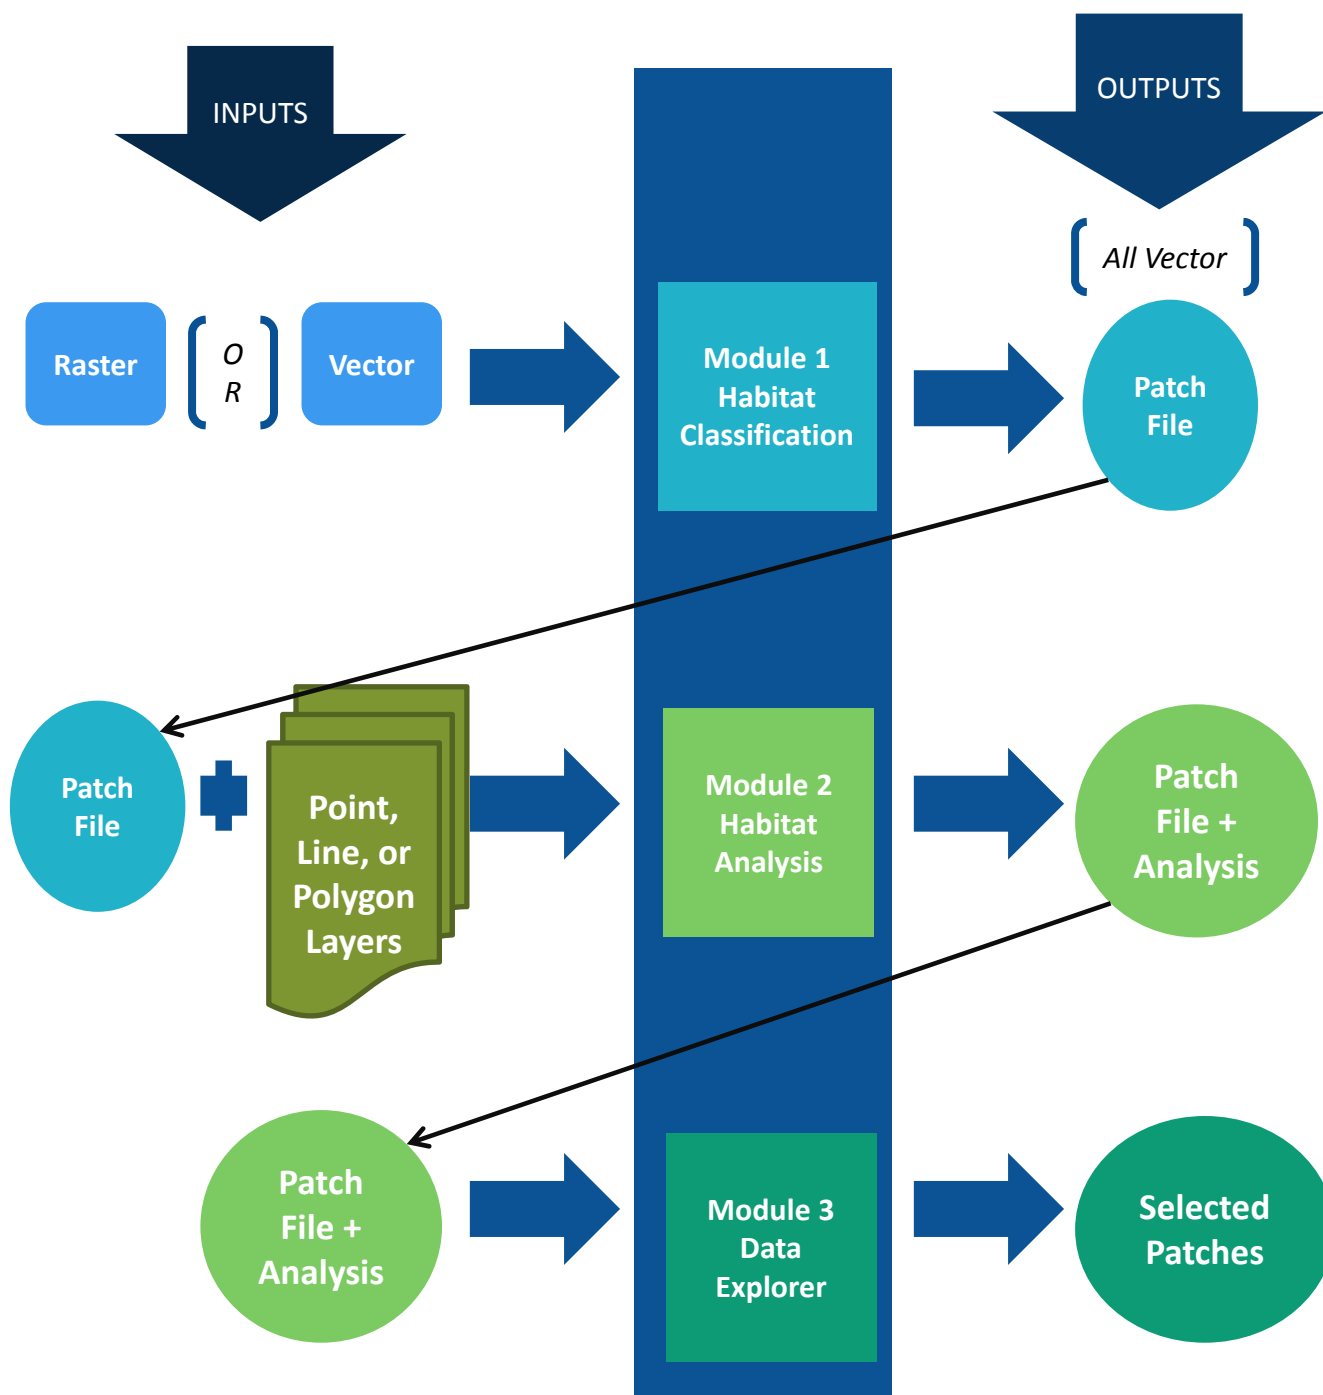 INPUTS
OUTPUTS
All Vector
Raster
O
R
Vector
Module 1
Habitat
Classification
Patch
File
Patch
File
Point,
Line, or
Polygon
Layers
Module 2
Habitat
Analysis
Patch
File +
Analysis
Patch
File +
Analysis
Module 3
Data
Explorer
Selected
Patches